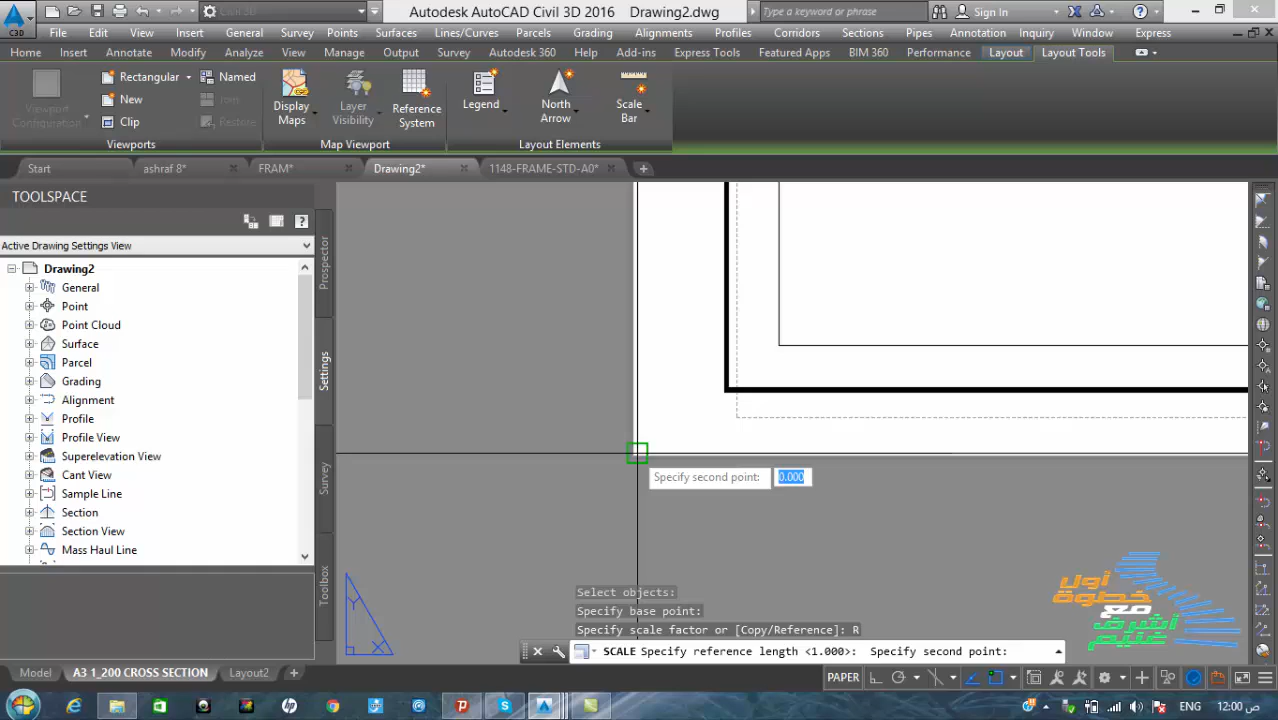 Civil 3D
Autodesk AutoCAD Civil 3D 2016 Drawing2.dwg
Type a keyword or phrase
Sign In
C3D
File Edit View Insert General Survey Points Surfaces Lines/Curves Parcels Grading Alignments Profiles Corridors Sections Pipes Annotation Inquiry Window Express
Home Insert Annotate Modify Analyze View Manage Output Survey Autodesk 360 Help Add-ins Express Tools Featured Apps BIM 360 Performance Layout Layout Tools
Viewport Configuration
Rectangular
Named
New
Join
Clip
Restore
Display Maps
Layer Visibility
Reference System
Legend
North Arrow
Scale Bar
Viewports
Map Viewport
Layout Elements
Start
ashraf 8*
FRAM*
Drawing2*
1148-FRAME-STD-A0*
TOOLSPACE
Active Drawing Settings View
Drawing2
General
Point
Point Cloud
Surface
Parcel
Grading
Alignment
Profile
Profile View
Superelevation View
Cant View
Sample Line
Section
Section View
Mass Haul Line
Prospector
Settings
Survey
Toolbox
Specify second point: 0.000
Y
X
أول
خطوة
مع
أشرف
غنيم
Select objects:
Specify base point:
Specify scale factor or [Copy/Reference]: R
SCALE Specify reference length <1.000>: Specify second point:
Model
A3 1_200 CROSS SECTION
Layout2
PAPER
ENG
12:00 ص